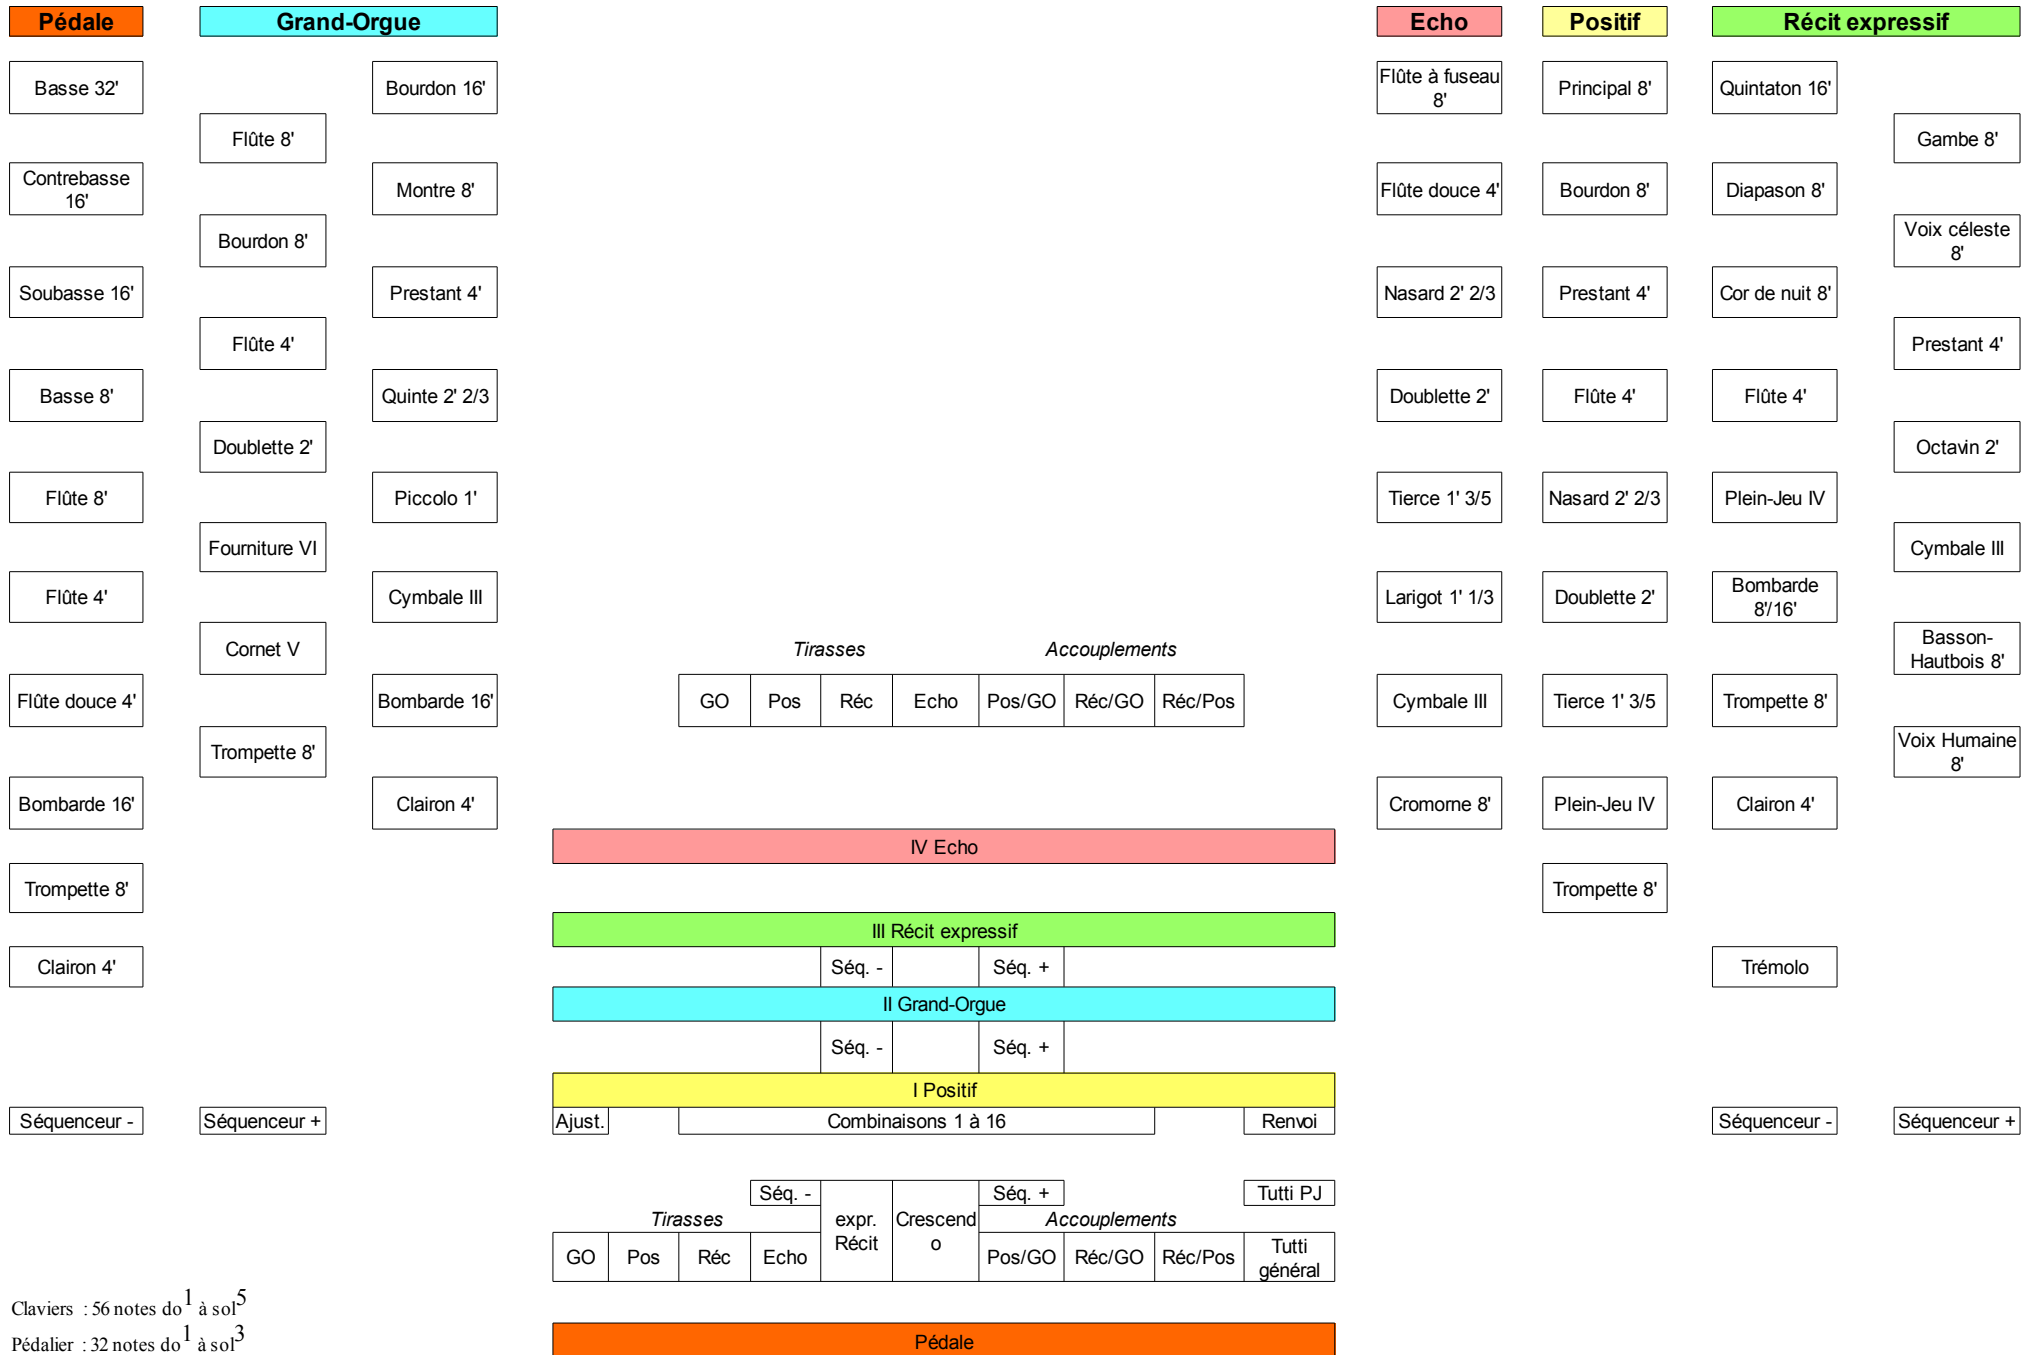 Pédale Grand-Orgue Echo Positif Récit expressif
Basse 32' Bourdon 16' Flûte à fuseau Principal 8' Quintaton 16'
8'
Flûte 8' Gambe 8'
Contrebasse Montre 8' Flûte douce 4' Bourdon 8' Diapason 8'
16'
Bourdon 8' Voix céleste
8'
Soubasse 16' Prestant 4' Nasard 2' 2/3 Prestant 4' Cor de nuit 8'
Flûte 4' Prestant 4'
Basse 8' Quinte 2' 2/3 Doublette 2' Flûte 4' Flûte 4'
Doublette 2' Octavin 2'
Flûte 8' Piccolo 1' Tierce 1' 3/5 Nasard 2' 2/3 Plein-Jeu IV
Fourniture VI Cymbale III
Flûte 4' Cymbale III Larigot 1' 1/3 Doublette 2' Bombarde
8'/16'
Cornet V Tirasses Accouplements Basson-
Hautbois 8'
Flûte douce 4' Bombarde 16' GO Pos Réc Echo Pos/GO Réc/GO Réc/Pos Cymbale III Tierce 1' 3/5 Trompette 8'
Trompette 8' Voix Humaine
8'
Bombarde 16' Clairon 4' Cromorne 8' Plein-Jeu IV Clairon 4'
IV Echo
Trompette 8' Trompette 8'
III Récit expressif
Clairon 4' Séq. - Séq. + Trémolo
II Grand-Orgue
Séq. - Séq. +
I Positif
Séquenceur - Séquenceur + Ajust. Combinaisons 1 à 16 Renvoi Séquenceur - Séquenceur +
Séq. - Séq. + Tutti PJ
Tirasses expr. Crescend Accouplements
Récit o
GO Pos Réc Echo Pos/GO Réc/GO Réc/Pos Tutti
général
Claviers : 56 notes do1 à sol5
Pédalier : 32 notes do1 à sol3
Pédale